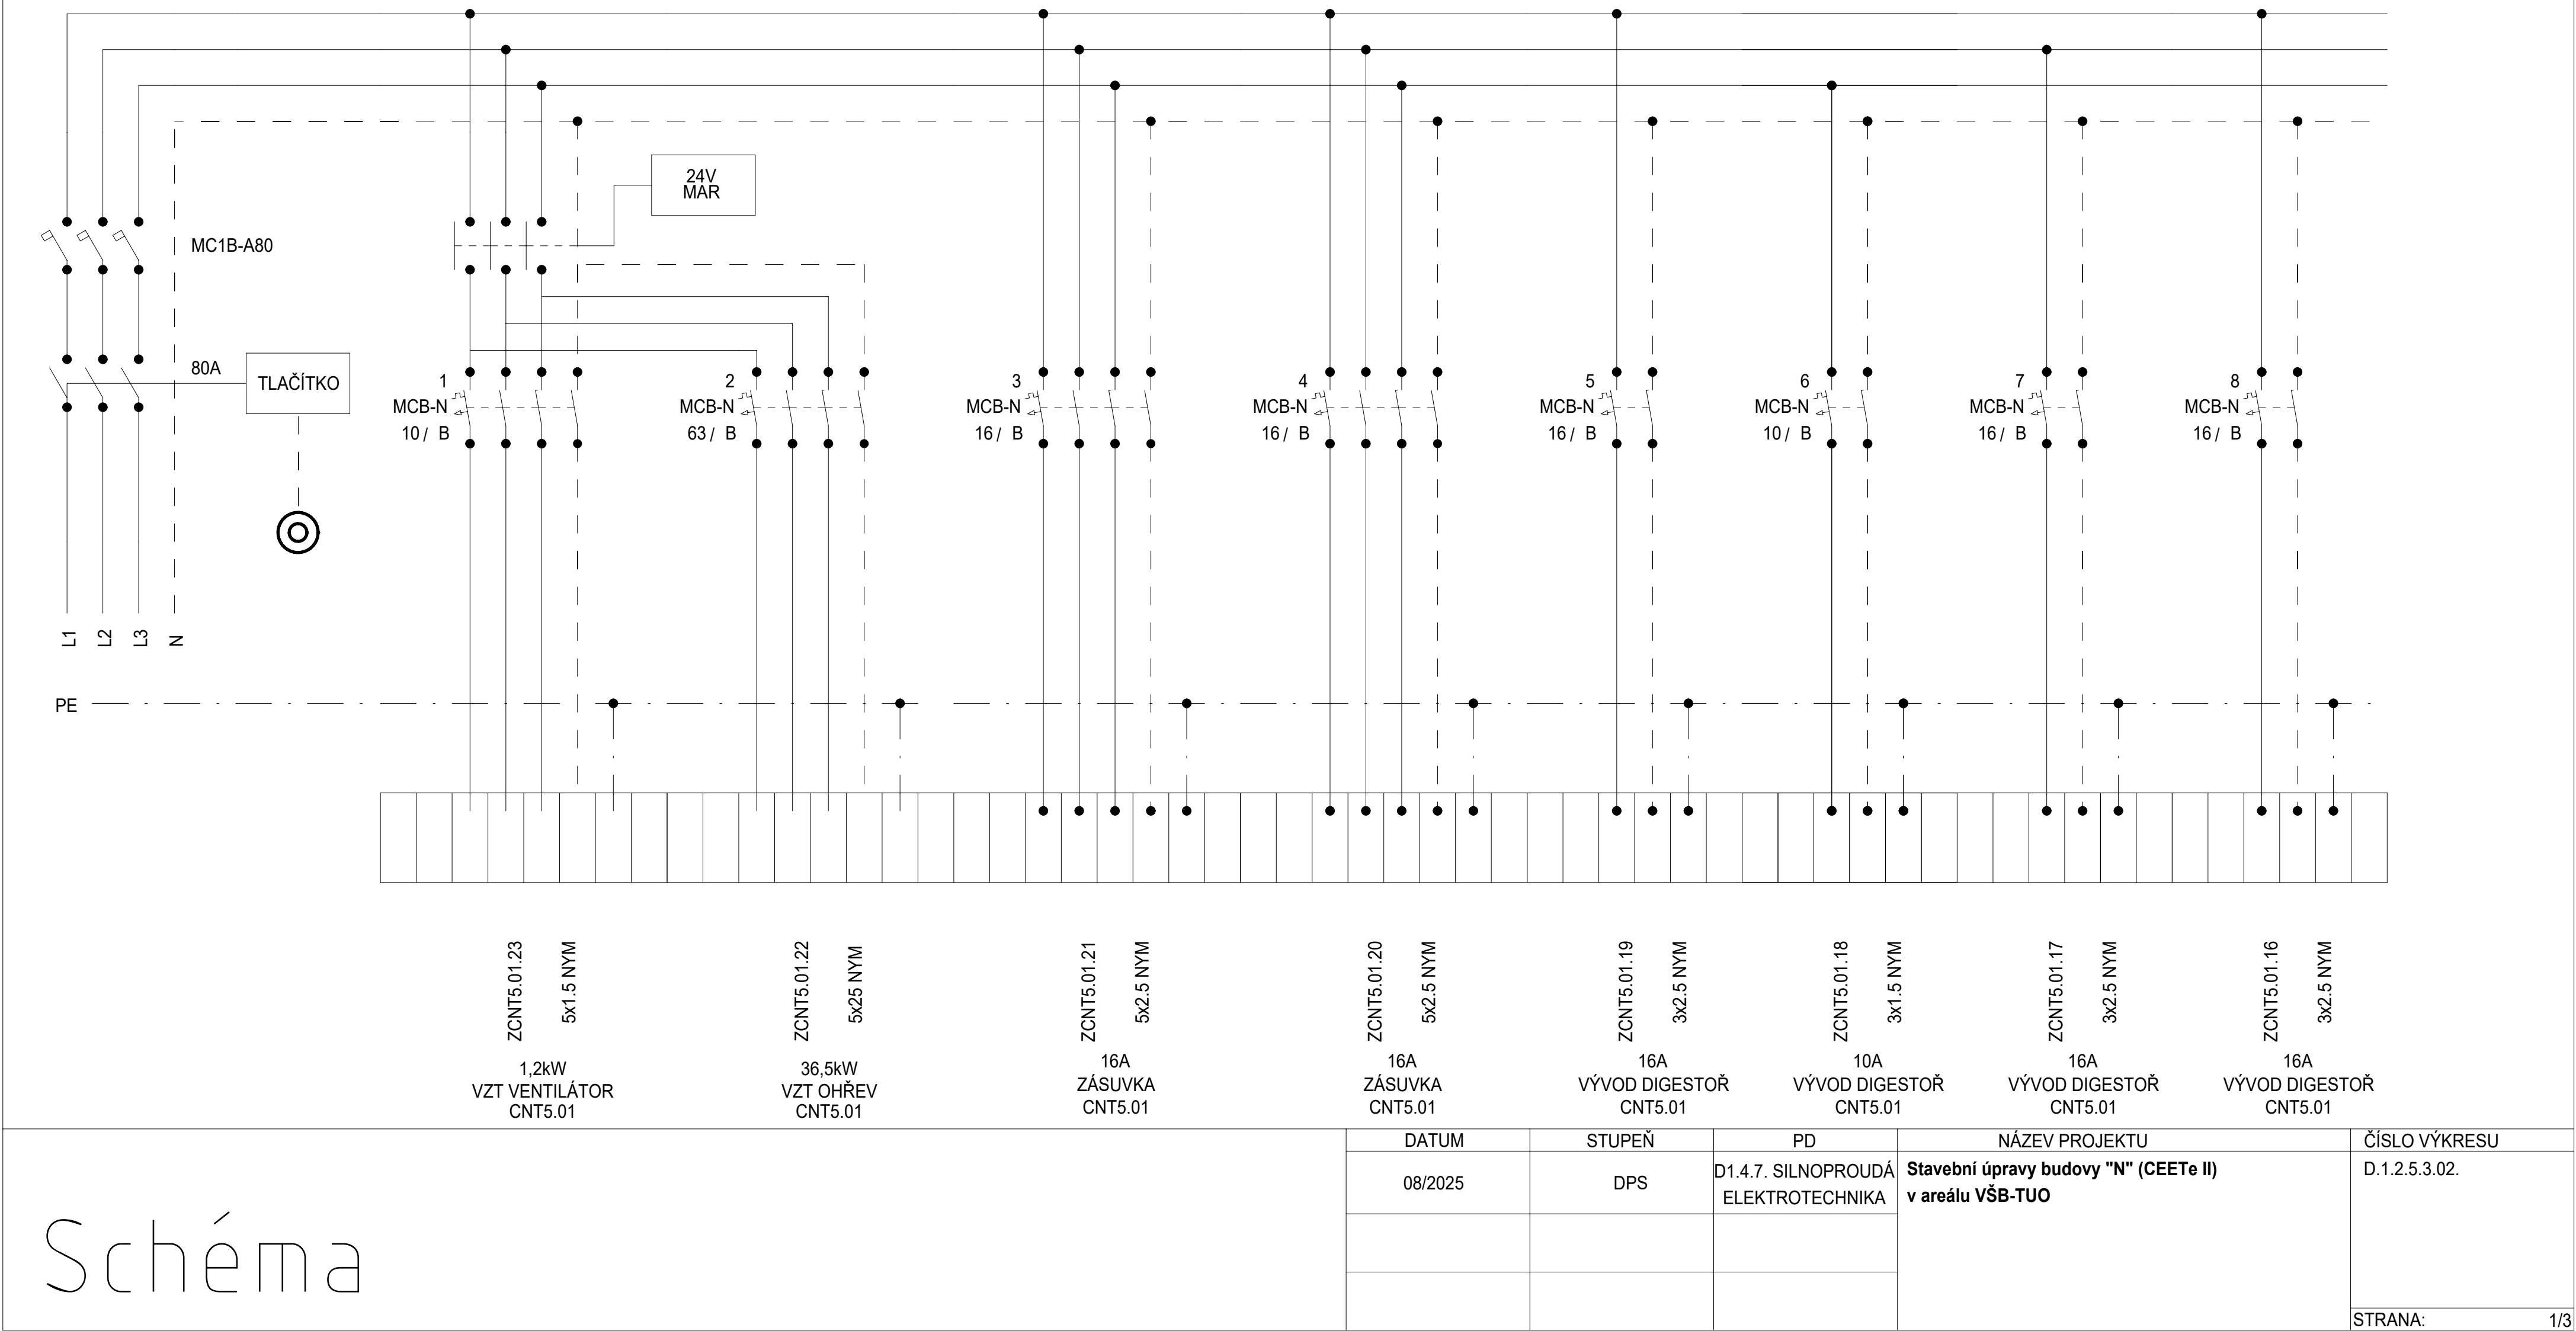 24V
MAR
MC1B-A80
80A
TLAČÍTKO
1
MCB-N
10 / B
2
MCB-N
63 / B
3
MCB-N
16 / B
4
MCB-N
16 / B
5
MCB-N
16 / B
6
MCB-N
10 / B
7
MCB-N
16 / B
8
MCB-N
16 / B
L1
L2
L3
N
PE
ZCNT5.01.23
5x1.5 NYM
1,2kW
VZT VENTILÁTOR
CNT5.01
ZCNT5.01.22
5x25 NYM
36,5kW
VZT OHŘEV
CNT5.01
ZCNT5.01.21
5x2.5 NYM
16A
ZÁSUVKA
CNT5.01
ZCNT5.01.20
5x2.5 NYM
16A
ZÁSUVKA
CNT5.01
ZCNT5.01.19
3x2.5 NYM
16A
VÝVOD DIGESTOŘ
CNT5.01
ZCNT5.01.18
3x1.5 NYM
10A
VÝVOD DIGESTOŘ
CNT5.01
ZCNT5.01.17
3x2.5 NYM
16A
VÝVOD DIGESTOŘ
CNT5.01
ZCNT5.01.16
3x2.5 NYM
16A
VÝVOD DIGESTOŘ
CNT5.01
Schéma
DATUM
08/2025
STUPEŇ
DPS
PD
D1.4.7. SILNOPROUDÁ
ELEKTROTECHNIKA
NÁZEV PROJEKTU
Stavební úpravy budovy "N" (CEETe II)
v areálu VŠB-TUO
ČÍSLO VÝKRESU
D.1.2.5.3.02.
STRANA: 1/3